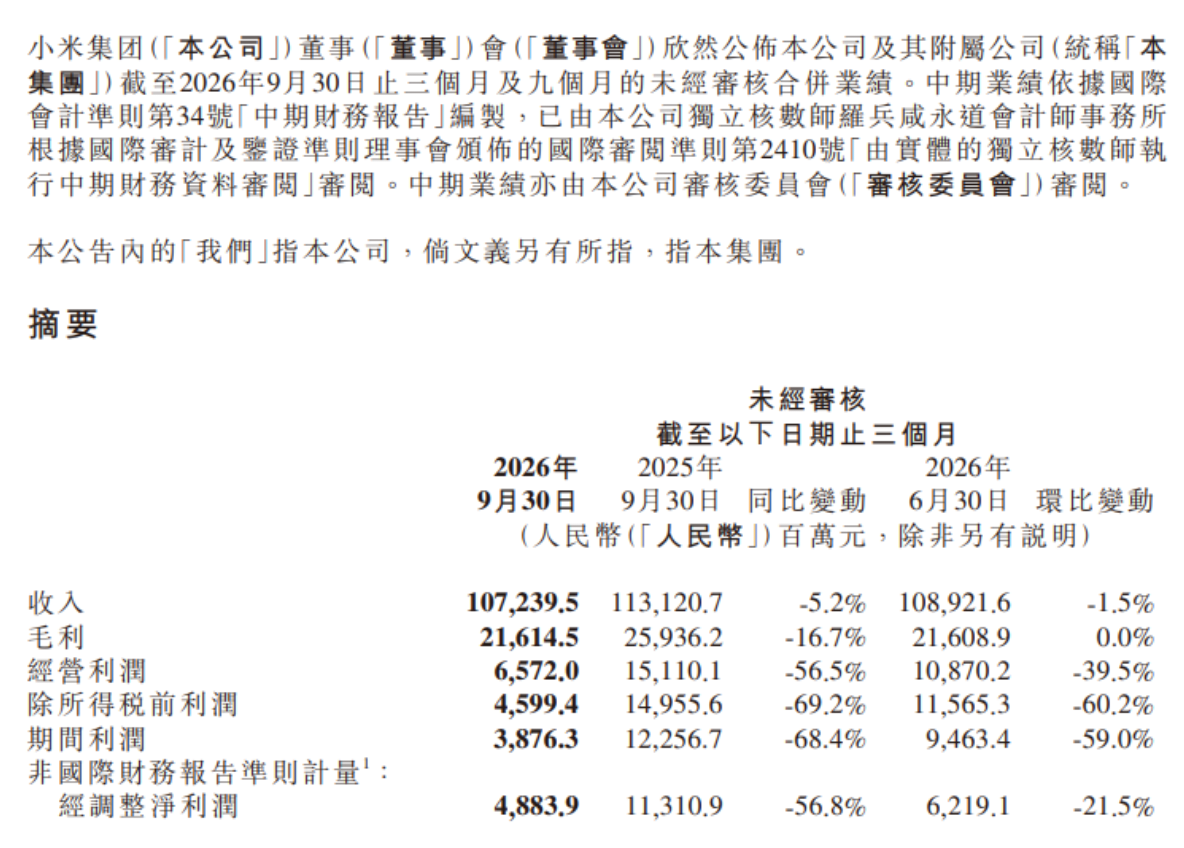 小米集团(「本公司」)董事(「董事」)會(「董事會」)欣然公佈本公司及其附屬公司(統稱「本
集團」)截至2026年9月30日止三個月及九個月的未經審核合併業績。中期業績依據國際
會計準則第34號「中期財務報告」編製，已由本公司獨立核數師羅兵咸永道會計師事務所
根據國際審計及鑒證準則理事會頒佈的國際審閱準則第2410號「由實體的獨立核數師執
行中期財務資料審閱」審閱。中期業績亦由本公司審核委員會(「審核委員會」)審閱。
本公告內的「我們」指本公司，倘文義另有所指，指本集團。
摘要
未經審核
截至以下日期止三個月
2026年 2025年 2026年
9月30日 9月30日 同比變動 6月30日 環比變動
(人民幣(「人民幣」)百萬元，除非另有説明)
收入 107,239.5 113,120.7 -5.2% 108,921.6 -1.5%
毛利 21,614.5 25,936.2 -16.7% 21,608.9 0.0%
經營利潤 6,572.0 15,110.1 -56.5% 10,870.2 -39.5%
除所得税前利潤 4,599.4 14,955.6 -69.2% 11,565.3 -60.2%
期間利潤 3,876.3 12,256.7 -68.4% 9,463.4 -59.0%
非國際財務報告準則計量1：
經調整淨利潤 4,883.9 11,310.9 -56.8% 6,219.1 -21.5%